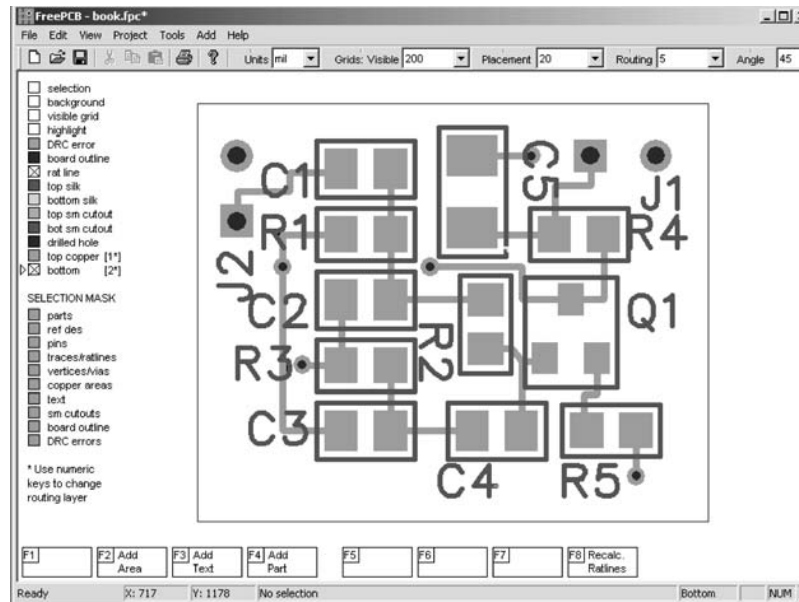 FreePCB - book.fpc*
File Edit View Project Tools Add Help
Units mil Grids: Visible 200 Placement 20 Routing 5 Angle 45
selection
background
visible grid
highlight
DRC error
board outline
rat line
top silk
bottom silk
top sm cutout
bot sm cutout
drilled hole
top copper [1*]
bottom [2*]
SELECTION MASK
parts
ref des
pins
traces/ratlines
vertices/vias
copper areas
text
sm cutouts
board outline
DRC errors
* Use numeric
keys to change
routing layer
C1
C5
J1
R1
R4
J2
C2
R2
Q1
R3
C3
C4
R5
F1
F2 Add Area
F3 Add Text
F4 Add Part
F5
F6
F7
F8 Recalc. Ratlines
Ready X: 717 Y: 1178 No selection Bottom NUM